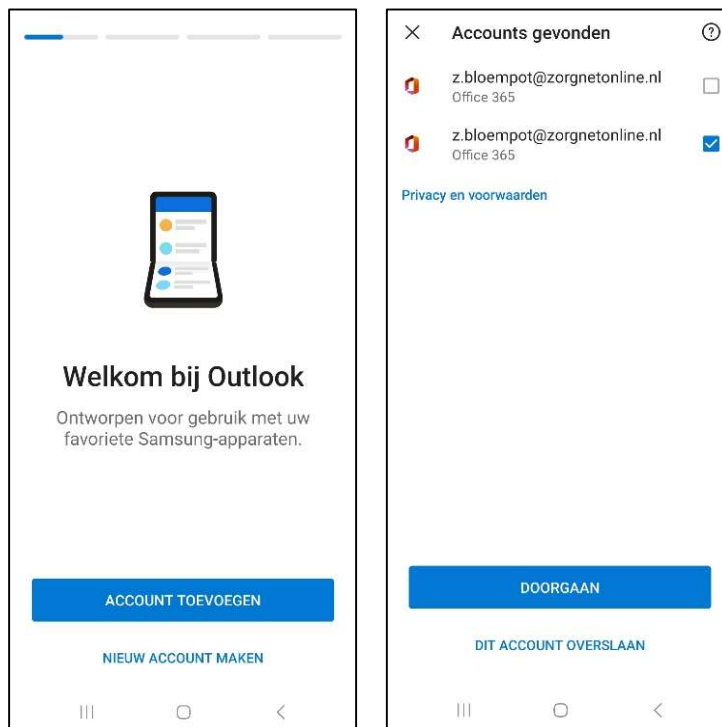 Welkom bij Outlook
Ontworpen voor gebruik met uw
favoriete Samsung-apparaten.
ACCOUNT TOEVOEGEN
NIEUW ACCOUNT MAKEN
Accounts gevonden
z.bloempot@zorgnetonline.nl
Office 365
z.bloempot@zorgnetonline.nl
Office 365
Privacy en voorwaarden
DOORGAAN
DIT ACCOUNT OVERSLAAN